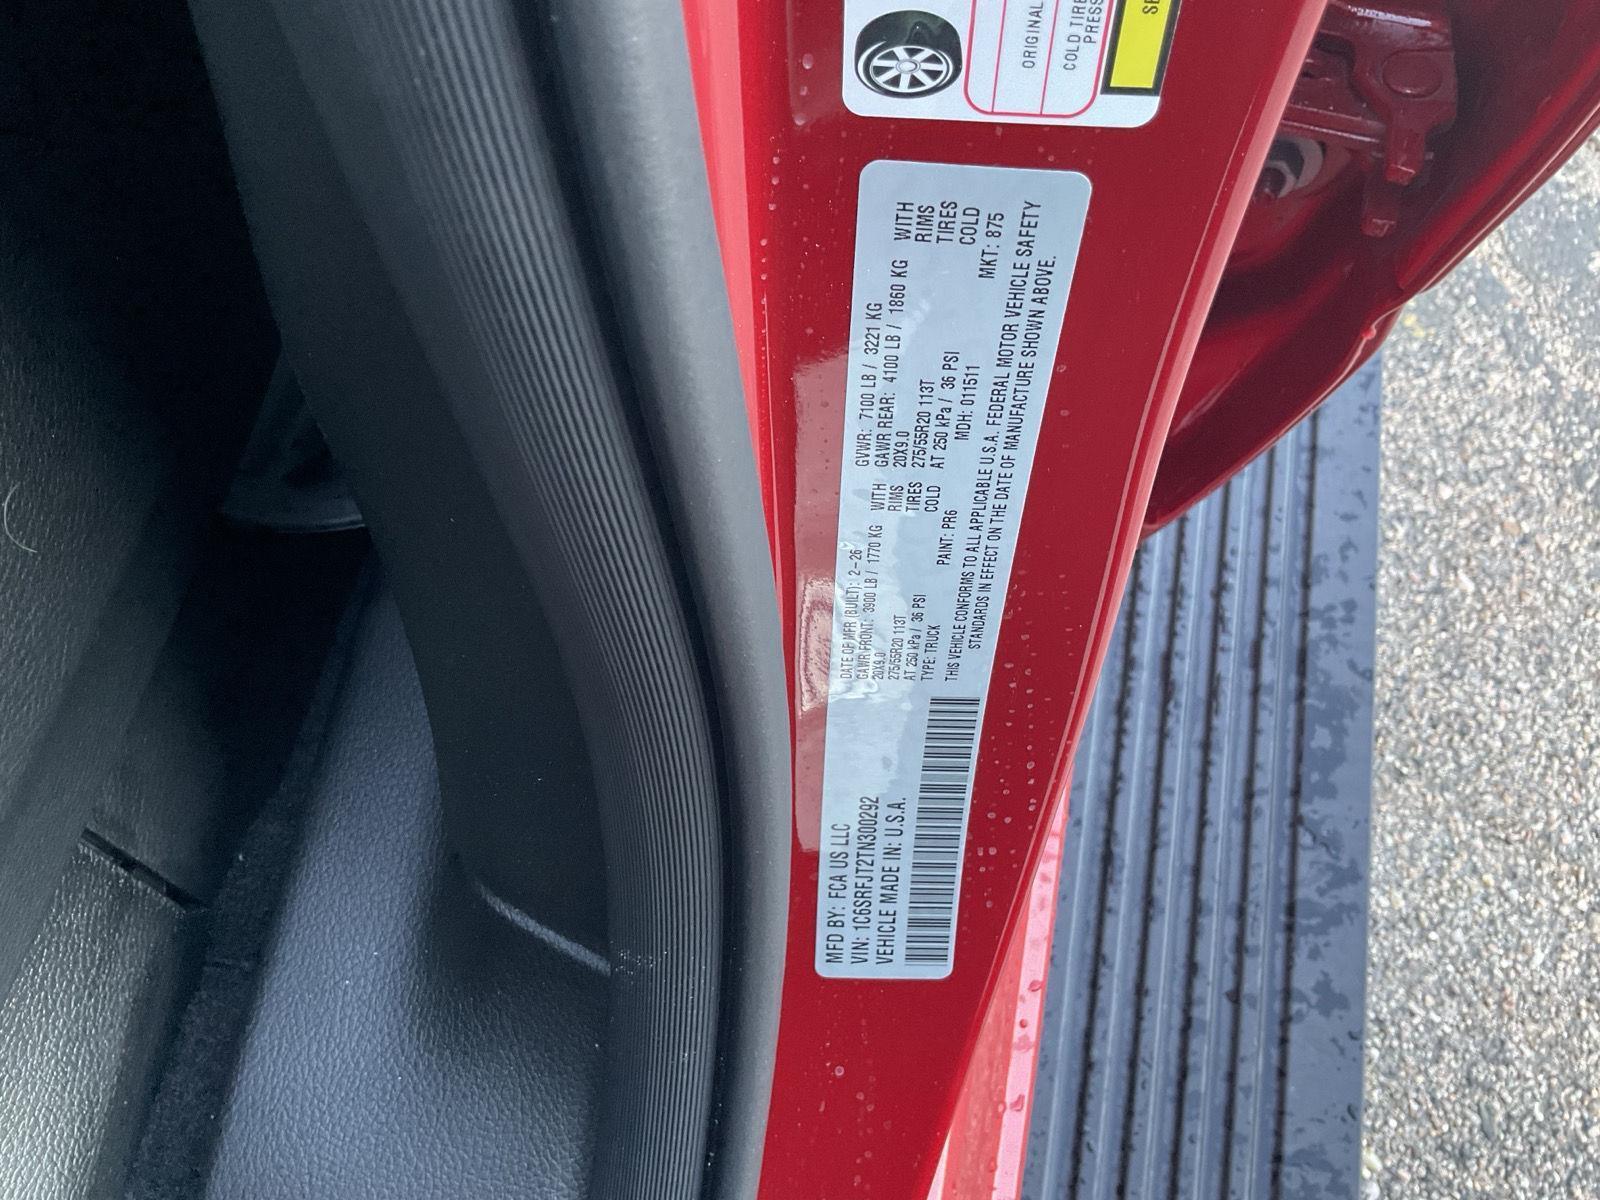 ORIGINAL
COLD TIRE
PRESS
SE
MFD BY: FCA US LLC
VIN: 1C6SRFJT2TN300292
VEHICLE MADE IN: U.S.A.
DATE OF MFR (BUILT): 2-26 GVWR: 7100 LB / 3221 KG
GAWR FRONT: 3900 LB / 1770 KG WITH GAWR REAR: 4100 LB / 1860 KG WITH
20X9.0 RIMS 20X9.0 RIMS
275/55R20 113T TIRES 275/55R20 113T TIRES
AT 250 kPa / 36 PSI COLD AT 250 kPa / 36 PSI COLD
TYPE: TRUCK PAINT: PR6 MDH: 011511 MKT: 875
THIS VEHICLE CONFORMS TO ALL APPLICABLE U.S.A. FEDERAL MOTOR VEHICLE SAFETY
STANDARDS IN EFFECT ON THE DATE OF MANUFACTURE SHOWN ABOVE.